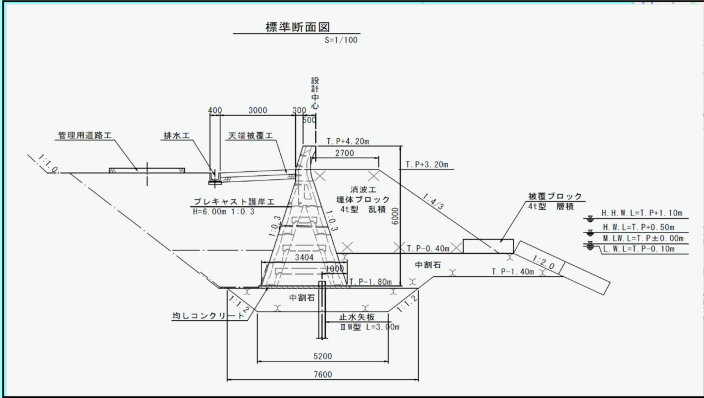 標準断面図
S=1/100
設計中心
400
3000
300
500
管理用道路工
排水工
天端被覆工
T.P+4.20m
2700
T.P+3.20m
1:1.0
プレキャスト護岸工
H=6.00m 1:0.3
消波工
堤体ブロック
4t型 乱積
1:4/3
被覆ブロック
4t型 層積
H.H.W.L=T.P+1.10m
H.W.L=T.P+0.50m
M.LW.L=T.P±0.00m
L.W.L=T.P-0.10m
1:0.3
1:0.3
6000
T.P-0.40m
3404
1000
中割石
1:2.0
T.P-1.40m
T.P-1.80m
中割石
1:1.2
1:1.2
均しコンクリート
止水矢板
ⅡW型 L=3.00m
5200
7600